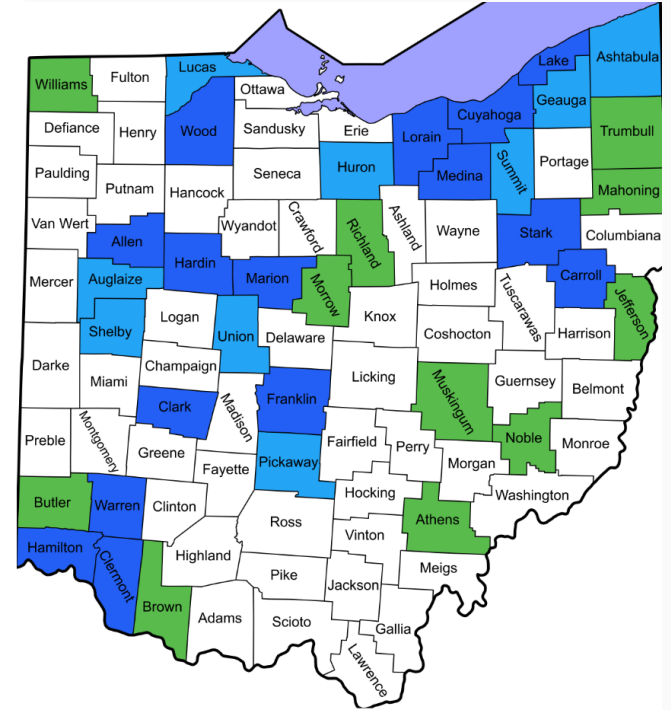 Lake
Ashtabula
Lucas
Fulton
Williams
Ottawa
Geauga
Cuyahoga
Defiance
Henry
Wood
Sandusky
Erie
Lorain
Trumbull
Portage
Summit
Huron
Medina
Paulding
Seneca
Putnam
Hancock
Mahoning
Van Wert
Wyandot
Crawford
Richland
Ashland
Wayne
Stark
Columbiana
Allen
Hardin
Marion
Carroll
Mercer
Auglaize
Morrow
Holmes
Tuscarawas
Jefferson
Logan
Knox
Shelby
Union
Delaware
Coshocton
Harrison
Darke
Champaign
Licking
Miami
Muskingum
Guernsey
Belmont
Clark
Madison
Franklin
Preble
Montgomery
Fairfield
Perry
Noble
Monroe
Greene
Pickaway
Fayette
Morgan
Butler
Warren
Clinton
Hocking
Washington
Ross
Athens
Vinton
Hamilton
Clermont
Highland
Meigs
Pike
Jackson
Brown
Adams
Scioto
Gallia
Lawrence